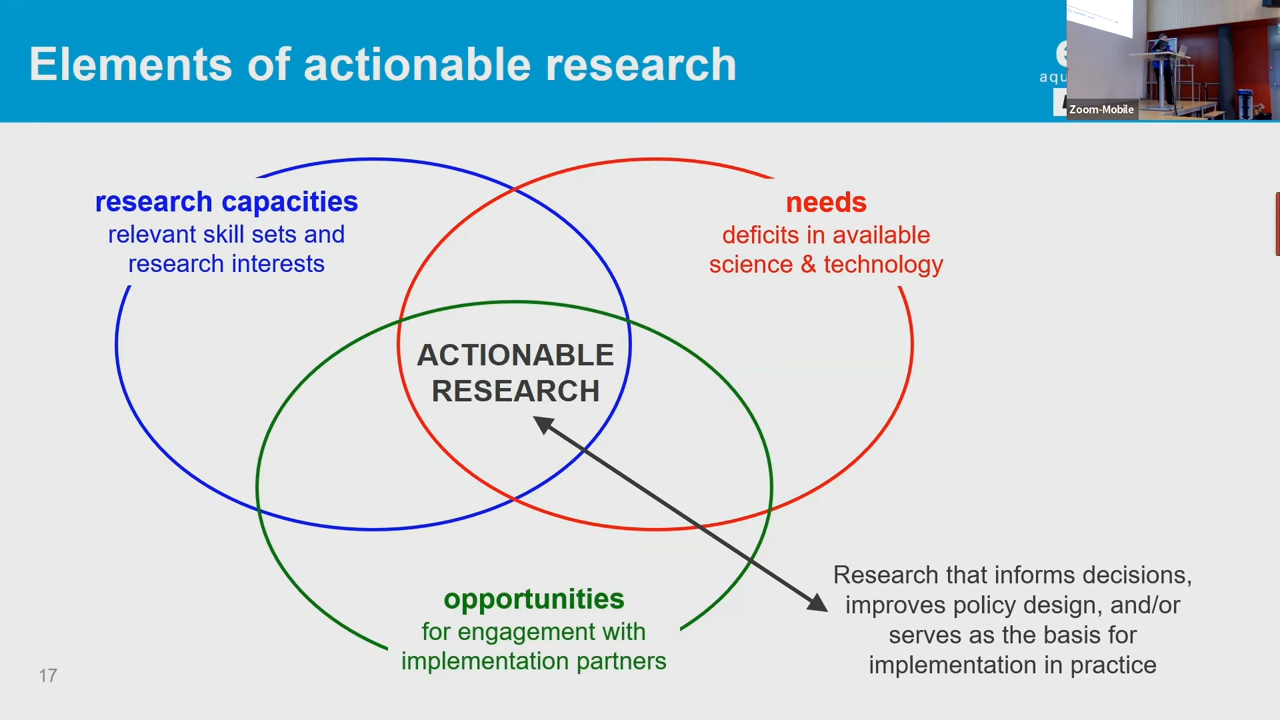 Elements of actionable research
aqu
Zoom-Mobile
research capacities
relevant skill sets and
research interests
needs
deficits in available
science & technology
ACTIONABLE
RESEARCH
opportunities
for engagement with
implementation partners
Research that informs decisions,
improves policy design, and/or
serves as the basis for
implementation in practice
17